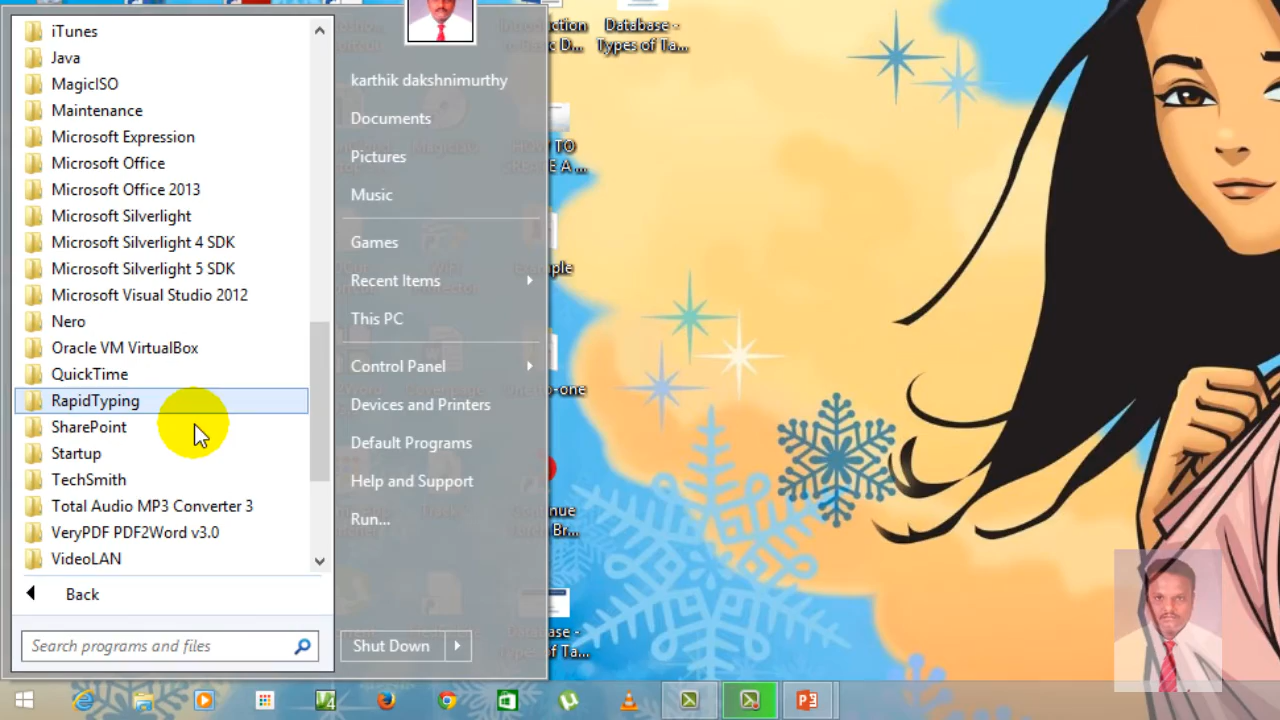 iTunes
Java
MagicISO
Maintenance
Microsoft Expression
Microsoft Office
Microsoft Office 2013
Microsoft Silverlight
Microsoft Silverlight 4 SDK
Microsoft Silverlight 5 SDK
Microsoft Visual Studio 2012
Nero
Oracle VM VirtualBox
QuickTime
RapidTyping
SharePoint
Startup
TechSmith
Total Audio MP3 Converter 3
VeryPDF PDF2Word v3.0
VideoLAN
Back
Search programs and files
karthik dakshnimurthy
Documents
Pictures
Music
Games
Recent Items
This PC
Control Panel
Devices and Printers
Default Programs
Help and Support
Run...
Shut Down
Database -
Types of Ta...